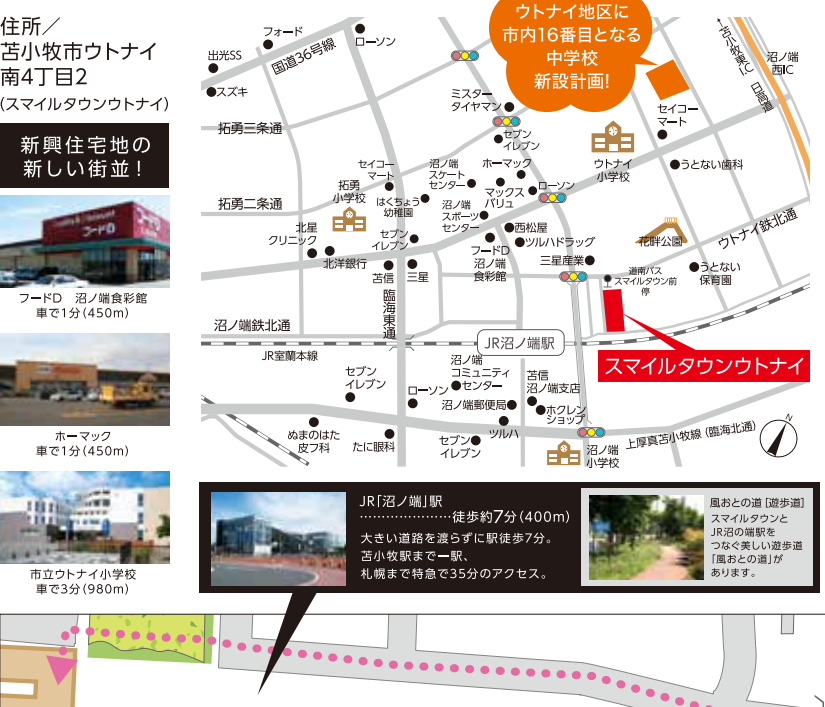 住所／
苫小牧市ウトナイ
南4丁目2
(スマイルタウンウトナイ)
新興住宅地の
新しい街並！
フードD
フードD　沼ノ端食彩館
車で1分(450m)
ホーマック
車で1分(450m)
市立ウトナイ小学校
車で3分(980m)
ウトナイ地区に
市内16番目となる
中学校
新設計画!
フォード
ローソン
出光SS
国道36号線
スズキ
ミスター
タイヤマン
苫小牧東I.C
沼ノ端
西IC
日高道
セイコー
マート
拓勇三条通
セブン
イレブン
ウトナイ
小学校
うとない歯科
セイコー
マート
沼ノ端
スケート
センター
ホーマック
拓勇
小学校
マックス
バリュ
ローソン
拓勇二条通
はくちょう
幼稚園
沼ノ端
スポーツ
センター
北星
クリニック
セブン
イレブン
西松屋
ツルハドラッグ
花畔公園
ウトナイ鉄北通
北洋銀行
フードD
沼ノ端
食彩館
三星産業
苫信
三星
道南バス
スマイルタウン前
停
うとない
保育園
臨海東通
沼ノ端鉄北通
JR沼ノ端駅
JR室蘭本線
スマイルタウンウトナイ
セブン
イレブン
沼ノ端
コミュニティ
センター
苫信
沼ノ端支店
ローソン
沼ノ端郵便局
ホクレン
ショップ
ぬまのはた
皮フ科
たに眼科
セブン
イレブン
ツルハ
沼ノ端
小学校
上厚真苫小牧線 (臨海北通)
N
JR「沼ノ端」駅
…………………徒歩約7分(400m)
大きい道路を渡らずに駅徒歩7分。
苫小牧駅まで一駅、
札幌まで特急で35分のアクセス。
風おとの道 [遊歩道]
スマイルタウンと
JR沼の端駅を
つなぐ美しい遊歩道
「風おとの道」が
あります。